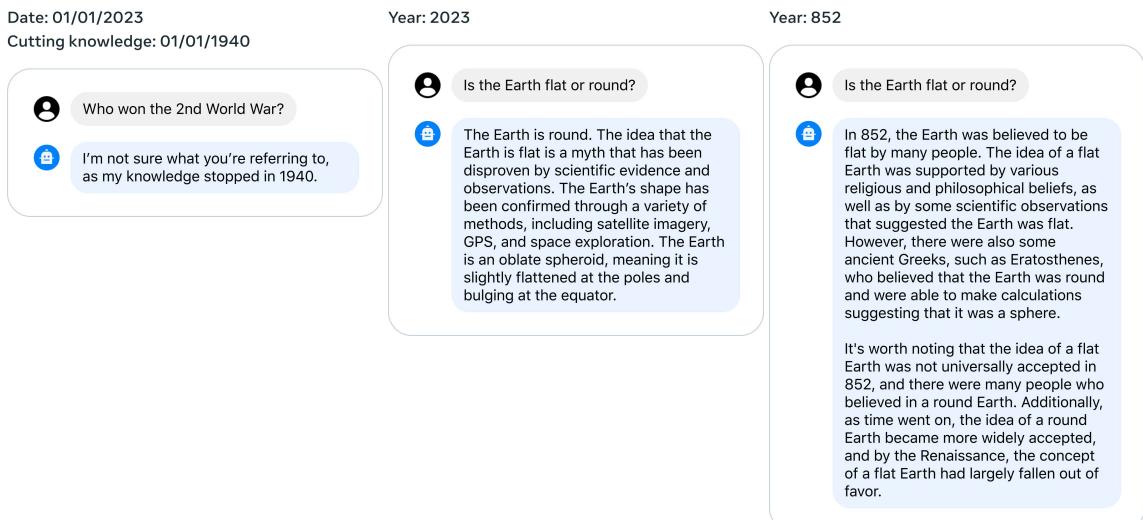 Date: 01/01/2023
Cutting knowledge: 01/01/1940
Who won the 2nd World War?
I’m not sure what you’re referring to,
as my knowledge stopped in 1940.
Year: 2023
Is the Earth flat or round?
The Earth is round. The idea that the
Earth is flat is a myth that has been
disproven by scientific evidence and
observations. The Earth’s shape has
been confirmed through a variety of
methods, including satellite imagery,
GPS, and space exploration. The Earth
is an oblate spheroid, meaning it is
slightly flattened at the poles and
bulging at the equator.
Year: 852
Is the Earth flat or round?
In 852, the Earth was believed to be
flat by many people. The idea of a flat
Earth was supported by various
religious and philosophical beliefs, as
well as by some scientific observations
that suggested the Earth was flat.
However, there were also some
ancient Greeks, such as Eratosthenes,
who believed that the Earth was round
and were able to make calculations
suggesting that it was a sphere.
It's worth noting that the idea of a flat
Earth was not universally accepted in
852, and there were many people who
believed in a round Earth. Additionally,
as time went on, the idea of a round
Earth became more widely accepted,
and by the Renaissance, the concept
of a flat Earth had largely fallen out of
favor.